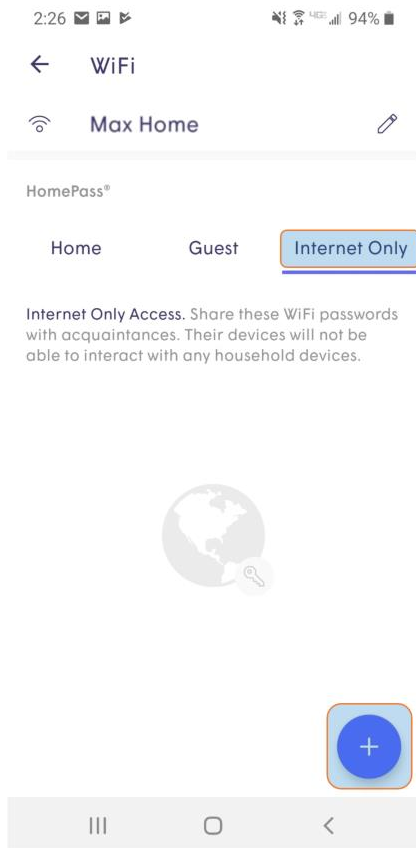 2:26 94%
WiFi
Max Home
HomePass®
Home Guest Internet Only
Internet Only Access. Share these WiFi passwords
with acquaintances. Their devices will not be
able to interact with any household devices.